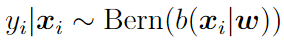 y_i|𝒙_i ∼ Bern(b(𝒙_i|𝒘))